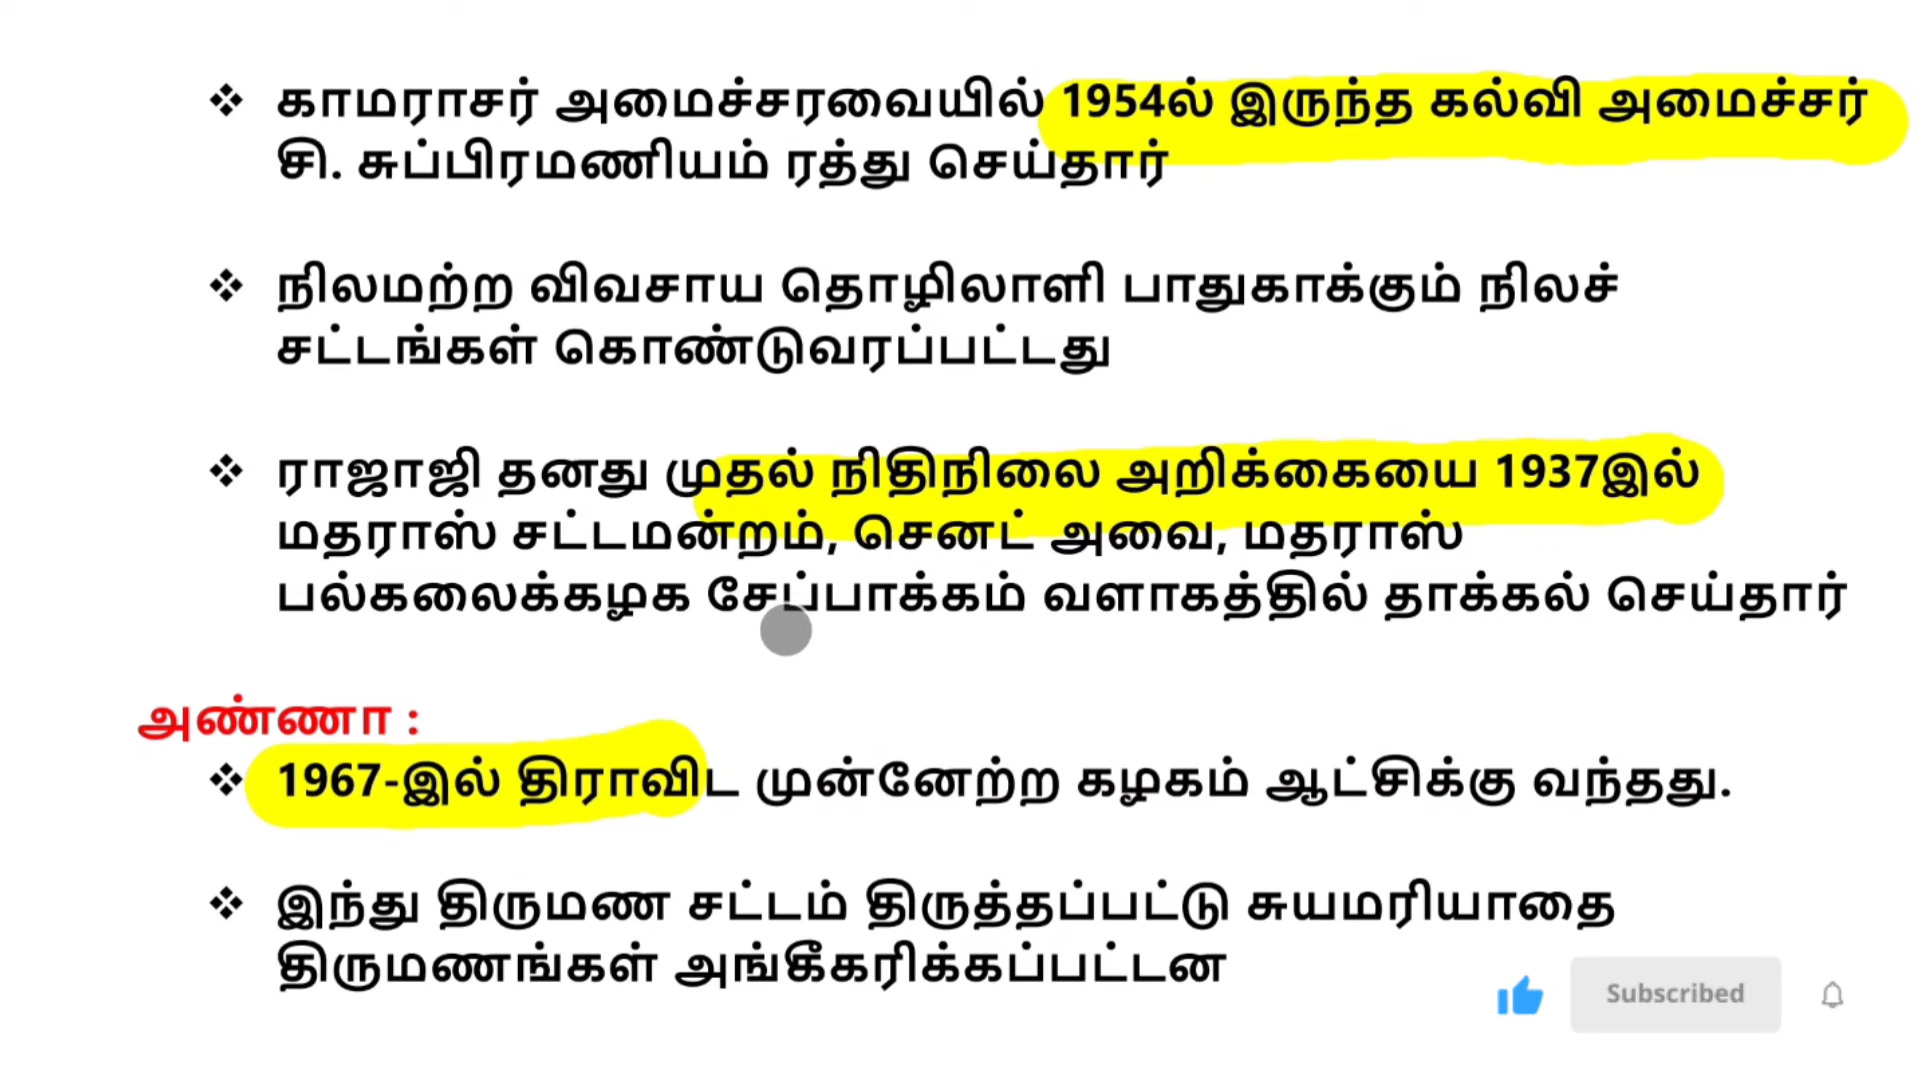 ❖ காமராசர் அமைச்சரவையில் 1954ல் இருந்த கல்வி அமைச்சர்
சி. சுப்பிரமணியம் ரத்து செய்தார்
❖ நிலமற்ற விவசாய தொழிலாளி பாதுகாக்கும் நிலச்
சட்டங்கள் கொண்டுவரப்பட்டது
❖ ராஜாஜி தனது முதல் நிதிநிலை அறிக்கையை 1937இல்
மதராஸ் சட்டமன்றம், செனட் அவை, மதராஸ்
பல்கலைக்கழக சேப்பாக்கம் வளாகத்தில் தாக்கல் செய்தார்
அண்ணா :
❖ 1967-இல் திராவிட முன்னேற்ற கழகம் ஆட்சிக்கு வந்தது.
❖ இந்து திருமண சட்டம் திருத்தப்பட்டு சுயமரியாதை
திருமணங்கள் அங்கீகரிக்கப்பட்டன
Subscribed